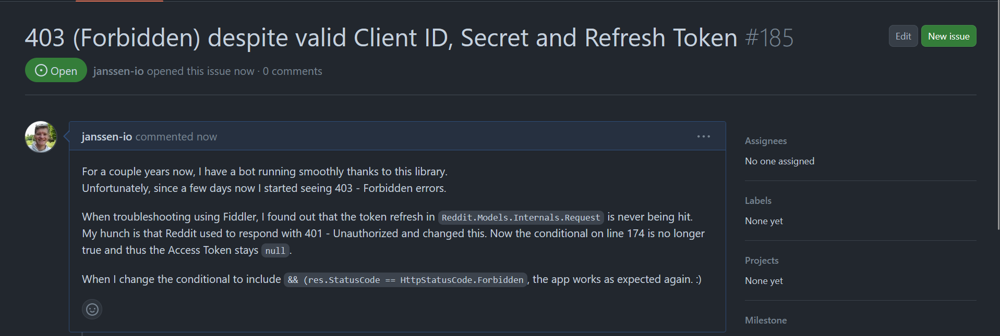 403 (Forbidden) despite valid Client ID, Secret and Refresh Token #185
Edit
New issue
Open
janssen-io opened this issue now · 0 comments
janssen-io commented now
For a couple years now, I have a bot running smoothly thanks to this library.
Unfortunately, since a few days now I started seeing 403 - Forbidden errors.
When troubleshooting using Fiddler, I found out that the token refresh in Reddit.Models.Internals.Request is never being hit.
My hunch is that Reddit used to respond with 401 - Unauthorized and changed this. Now the conditional on line 174 is no longer
true and thus the Access Token stays null.
When I change the conditional to include && (res.StatusCode == HttpStatusCode.Forbidden, the app works as expected again. :)
Assignees
No one assigned
Labels
None yet
Projects
None yet
Milestone